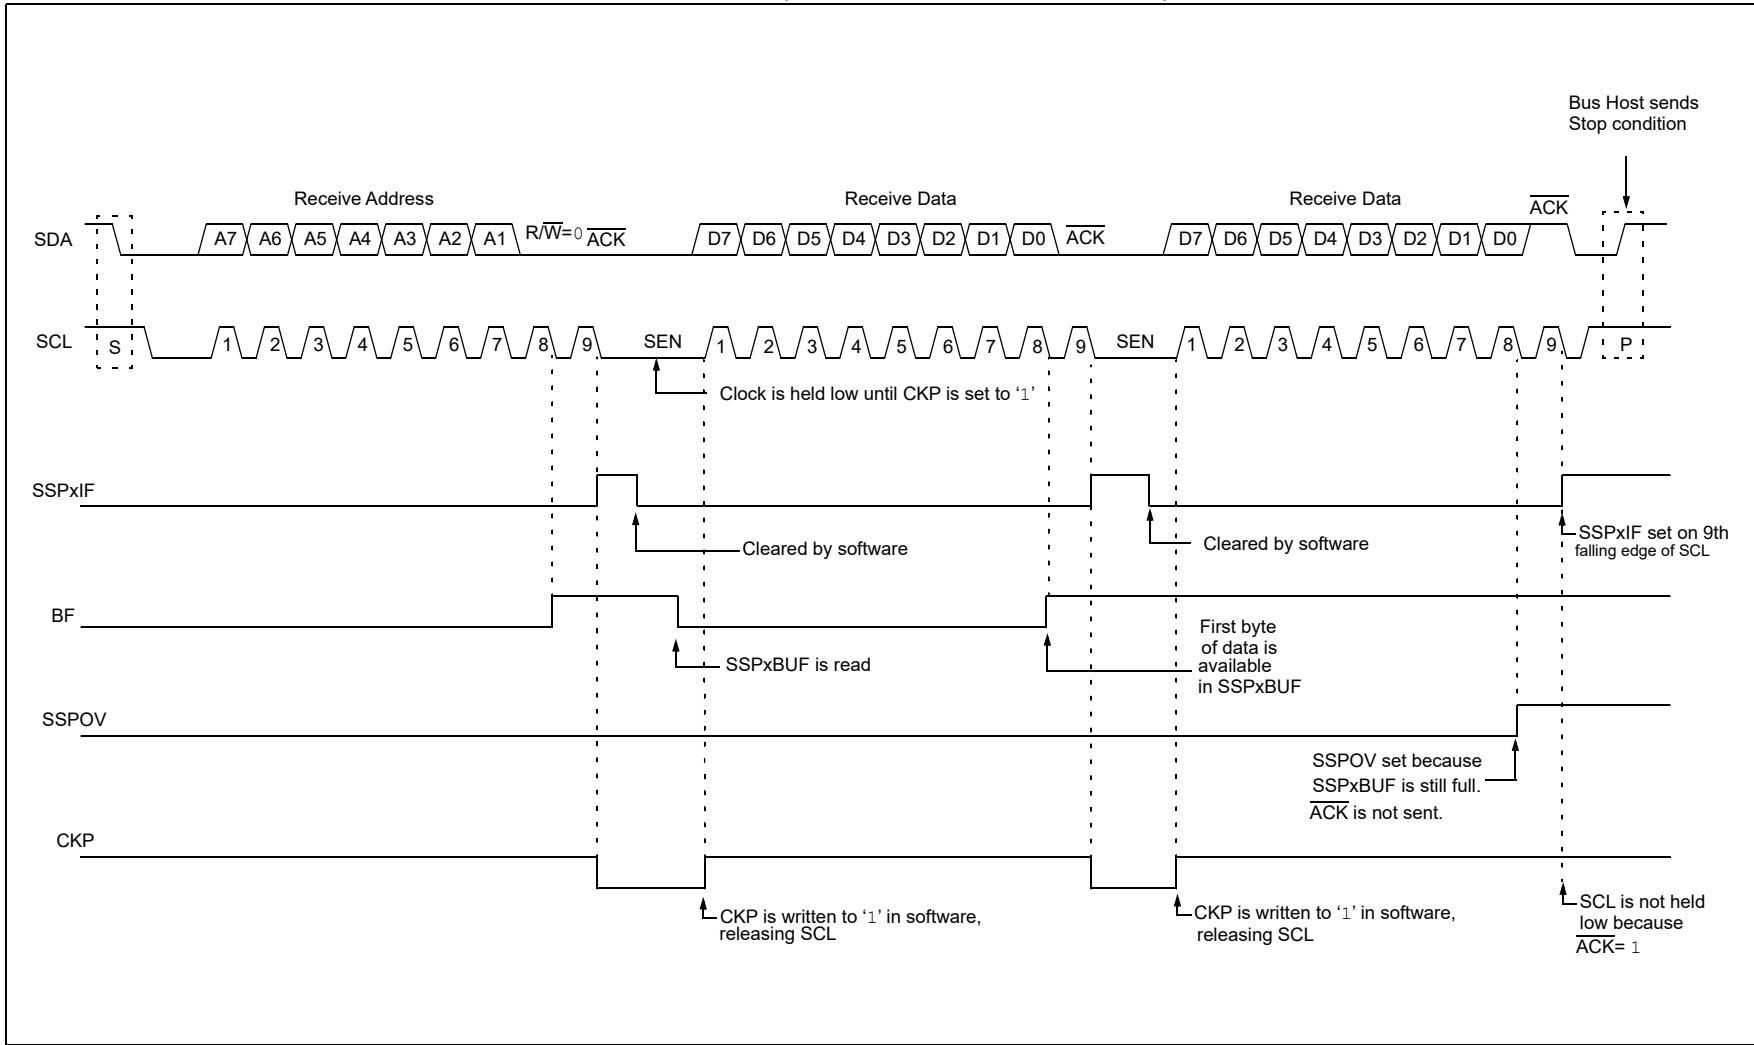 Bus Host sends
Stop condition
Receive Address
Receive Data
Receive Data
ACK
SDA
A7 A6 A5 A4 A3 A2 A1 R/W=0 ACK D7 D6 D5 D4 D3 D2 D1 D0 ACK D7 D6 D5 D4 D3 D2 D1 D0
SCL
S 1 2 3 4 5 6 7 8 9 SEN 1 2 3 4 5 6 7 8 9 SEN 1 2 3 4 5 6 7 8 9 P
Clock is held low until CKP is set to ‘1’
SSPxIF
Cleared by software
Cleared by software
SSPxIF set on 9th
falling edge of SCL
BF
SSPxBUF is read
First byte
of data is
available
in SSPxBUF
SSPOV
SSPOV set because
SSPxBUF is still full.
ACK is not sent.
CKP
CKP is written to ‘1’ in software,
releasing SCL
CKP is written to ‘1’ in software,
releasing SCL
SCL is not held
low because
ACK= 1